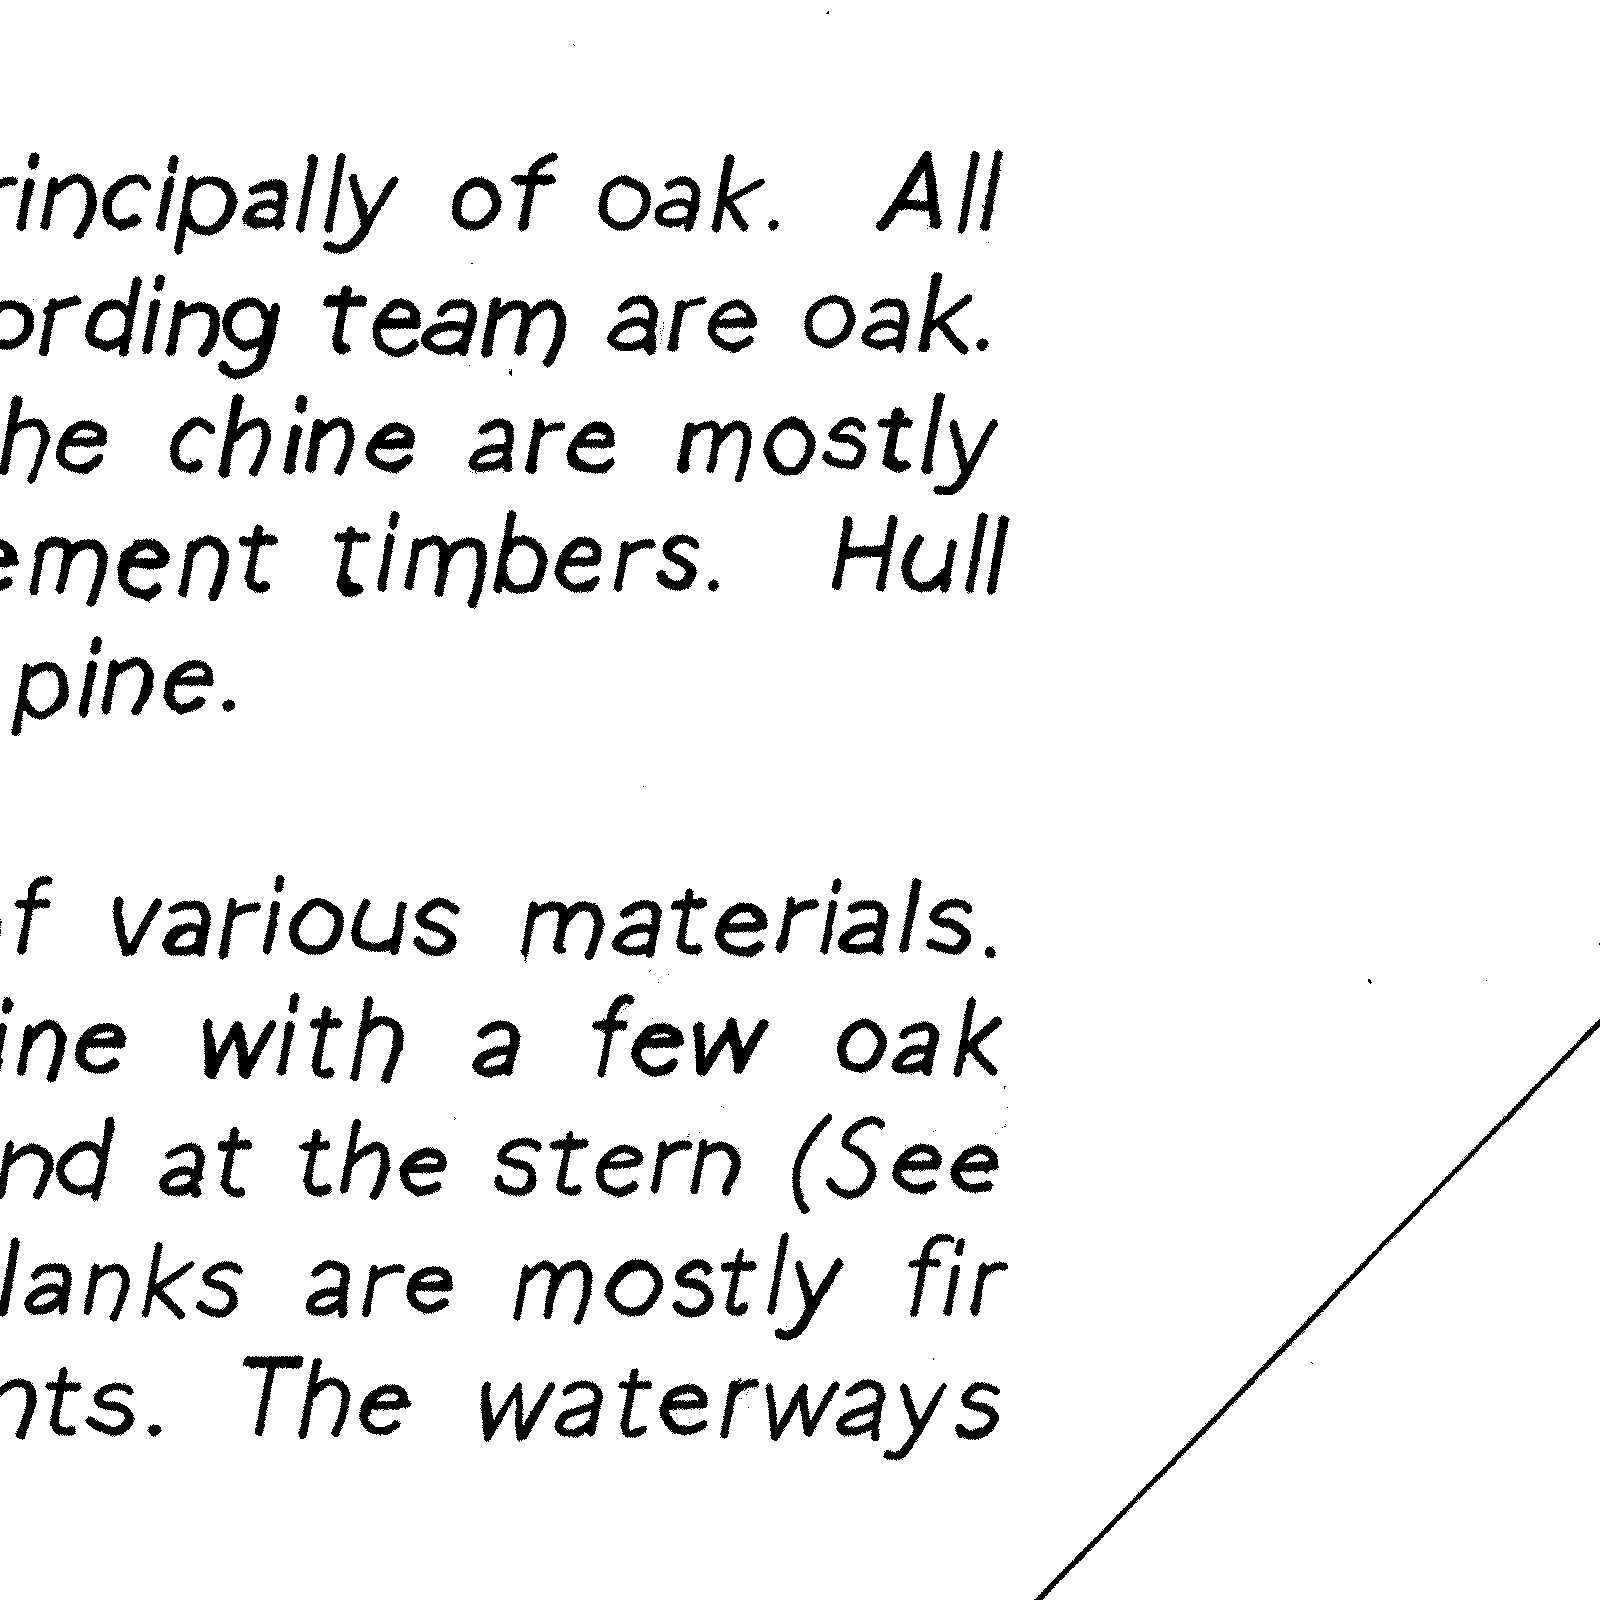 rincipally of oak. All
ording team are oak.
he chine are mostly
ement timbers. Hull
pine.
of various materials.
ine with a few oak
nd at the stern (See
lanks are mostly fir
nts. The waterways